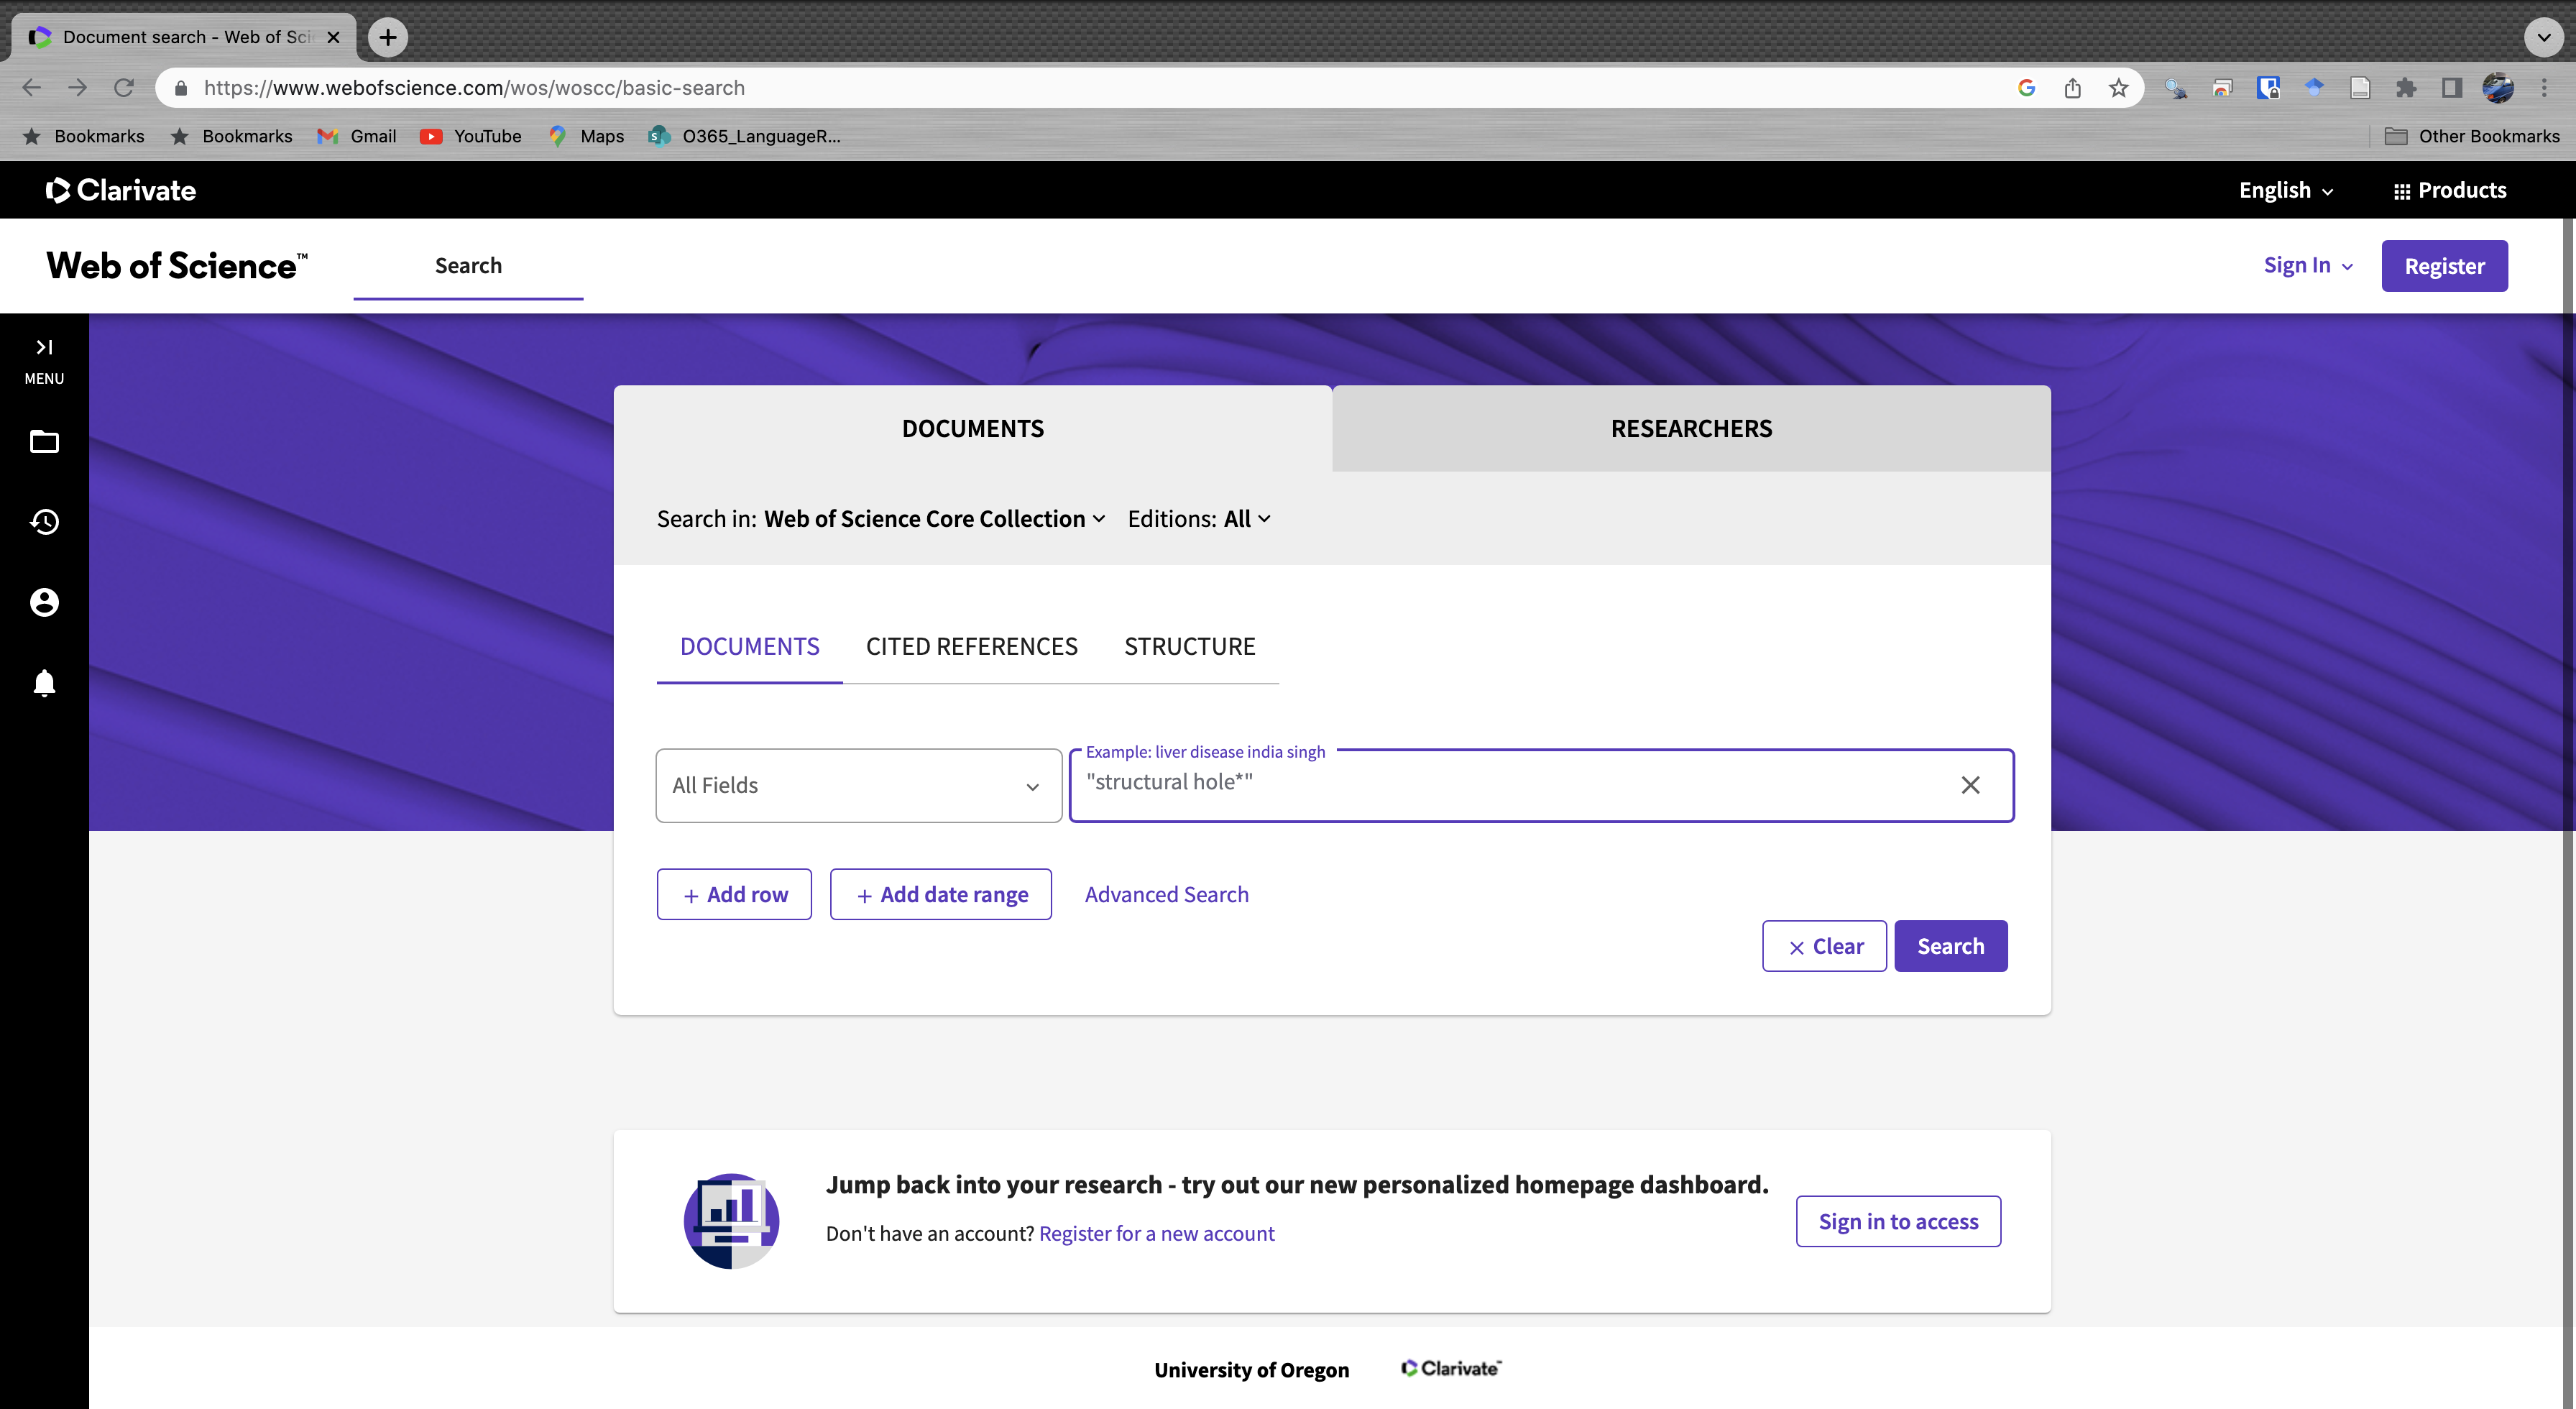 Document search - Web of Sci
https://www.webofscience.com/wos/woscc/basic-search
Bookmarks Bookmarks Gmail YouTube Maps O365_LanguageR... Other Bookmarks
Clarivate English Products
Web of Science™ Search Sign In Register
MENU
DOCUMENTS RESEARCHERS
Search in: Web of Science Core Collection Editions: All
DOCUMENTS CITED REFERENCES STRUCTURE
Example: liver disease india singh
All Fields "structural hole*"
+ Add row + Add date range Advanced Search
× Clear Search
Jump back into your research - try out our new personalized homepage dashboard.
Don't have an account? Register for a new account
Sign in to access
University of Oregon Clarivate™